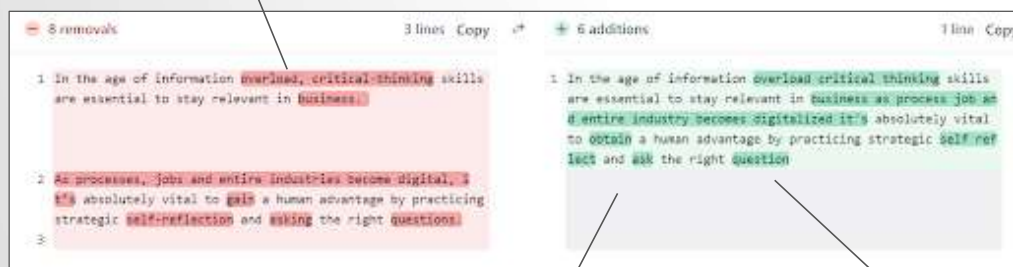 8 removals
3 lines Copy
1 In the age of information overload, critical-thinking skills
are essential to stay relevant in business.
2 As processes, jobs and entire industries become digital, i
t's absolutely vital to gain a human advantage by practicing
strategic self-reflection and asking the right questions.
3
6 additions
1 line Copy
1 In the age of information overload critical thinking skills
are essential to stay relevant in business as process job an
d entire industry becomes digitalized it's absolutely vital
to obtain a human advantage by practicing strategic self ref
lect and ask the right question